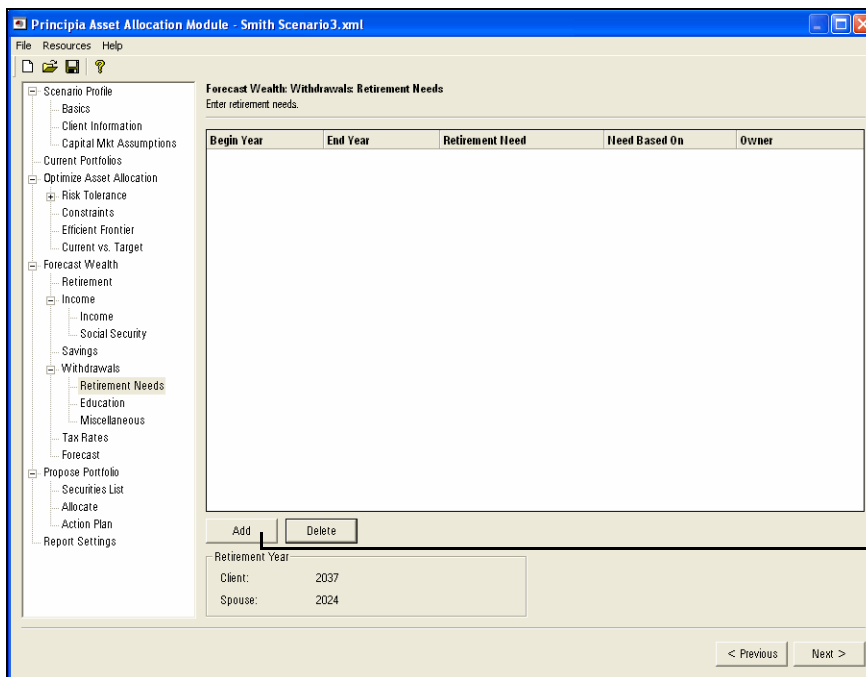 Principia Asset Allocation Module - Smith Scenario3.xml
File Resources Help
Scenario Profile
Basics
Client Information
Capital Mkt Assumptions
Current Portfolios
Optimize Asset Allocation
Risk Tolerance
Constraints
Efficient Frontier
Current vs. Target
Forecast Wealth
Retirement
Income
Income
Social Security
Savings
Withdrawals
Retirement Needs
Education
Miscellaneous
Tax Rates
Forecast
Propose Portfolio
Securities List
Allocate
Action Plan
Report Settings
Forecast Wealth: Withdrawals: Retirement Needs
Enter retirement needs.
Begin Year End Year Retirement Need Need Based On Owner
Add Delete
Retirement Year
Client: 2037
Spouse: 2024
< Previous Next >